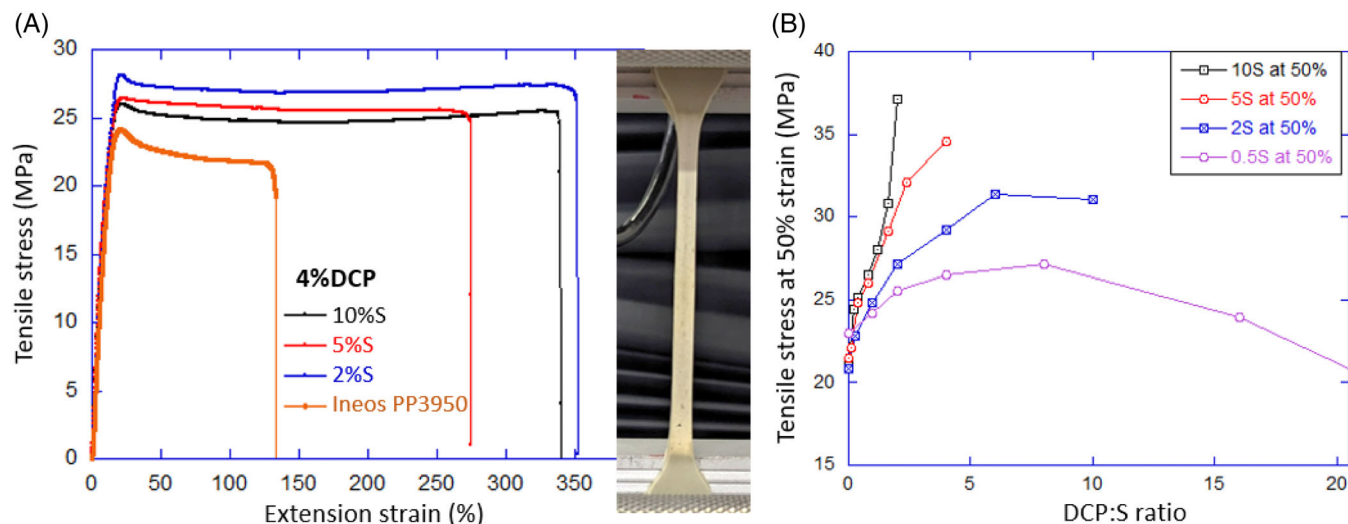 (A)
30
25
20
15
10
5
0
Tensile stress (MPa)
4%DCP
10%S
5%S
2%S
Ineos PP3950
0 50 100 150 200 250 300 350
Extension strain (%)
(B)
40
35
30
25
20
15
Tensile stress at 50% strain (MPa)
10S at 50%
5S at 50%
2S at 50%
0.5S at 50%
0 5 10 15 20
DCP:S ratio